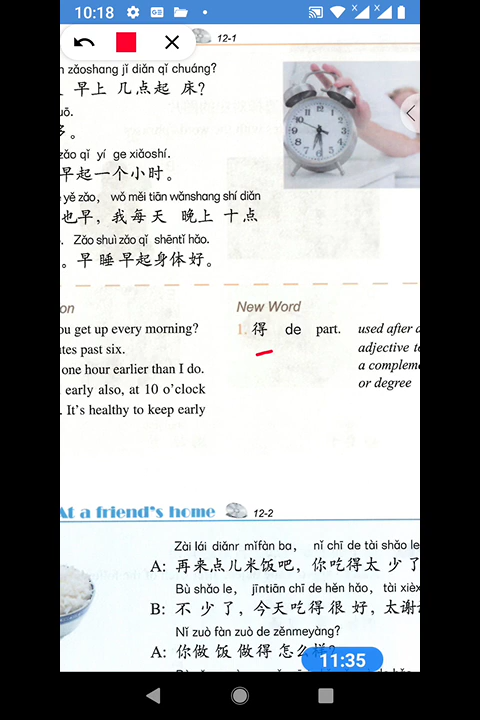 10:18
12-1
zǎoshang jǐ diǎn qǐ chuáng?
早上 几点起 床?
zǎo qǐ yí ge xiǎoshí.
早起一个小时。
yě zǎo, wǒ měi tiān wǎnshang shí diǎn
也早，我每天 晚上 十点
Zǎo shuì zǎo qǐ shēntǐ hǎo.
。早睡早起身体好。
you get up every morning?
past six.
one hour earlier than I do.
early also, at 10 o'clock
. It's healthy to keep early
New Word
1. 得 de part. used after
adjective
a
or degree
At a friend's home 12-2
Zài lái diǎnr mǐfàn ba, nǐ chī de tài shǎo le
A: 再来点儿米饭吧，你吃得太少了
Bù shǎo le, jīntiān chī de hěn hǎo, tài
B: 不少了，今天吃得很好，太谢
Nǐ zuò fàn zuò de zěnmeyàng?
A: 你做饭做得怎么样?
11:35